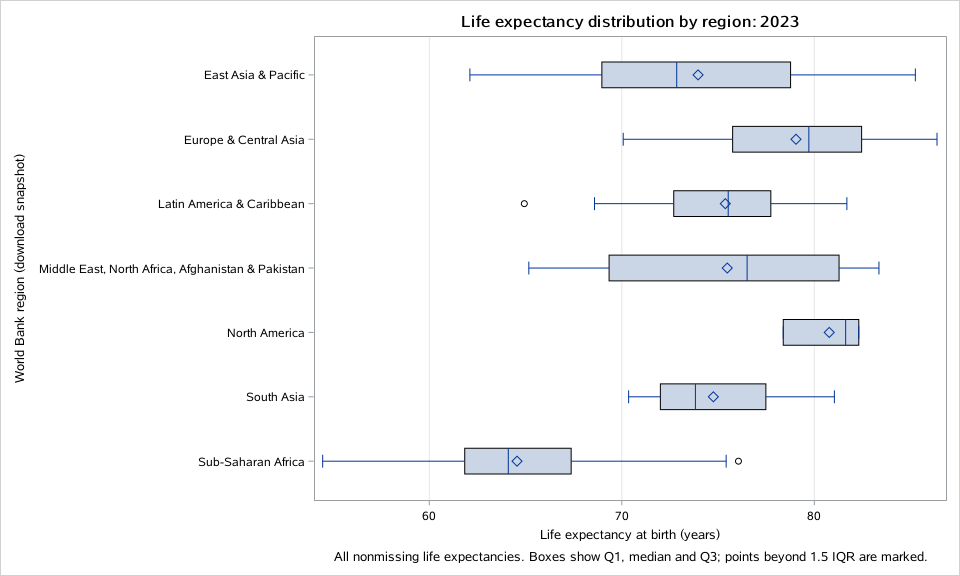 Life expectancy distribution by region: 2023
World Bank region (download snapshot)
East Asia & Pacific
Europe & Central Asia
Latin America & Caribbean
Middle East, North Africa, Afghanistan & Pakistan
North America
South Asia
Sub-Saharan Africa
60 70 80
Life expectancy at birth (years)
All nonmissing life expectancies. Boxes show Q1, median and Q3; points beyond 1.5 IQR are marked.